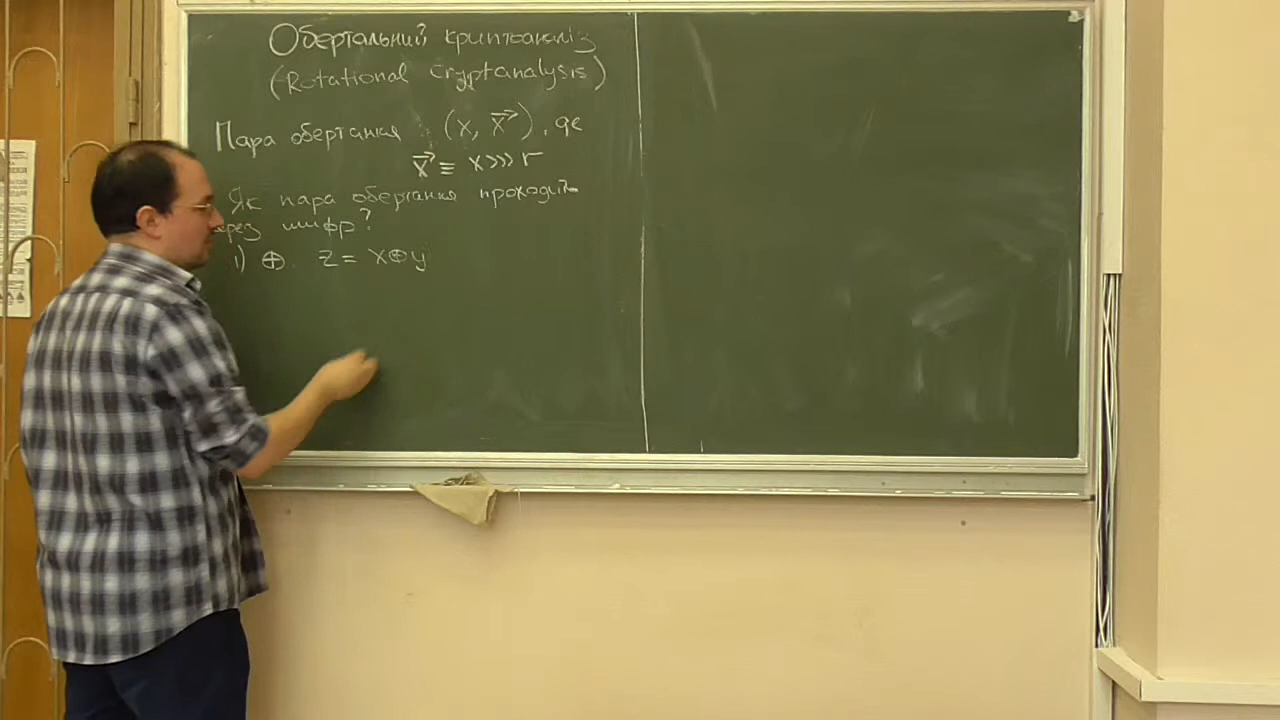 Обертальний криптоаналіз
(Rotational cryptanalysis)
Пара обертання : (x, x⃗), де
x⃗ ≡ x>>>r
Як пара обертання проходить
через шифр?
1) ⊕. z = x⊕y